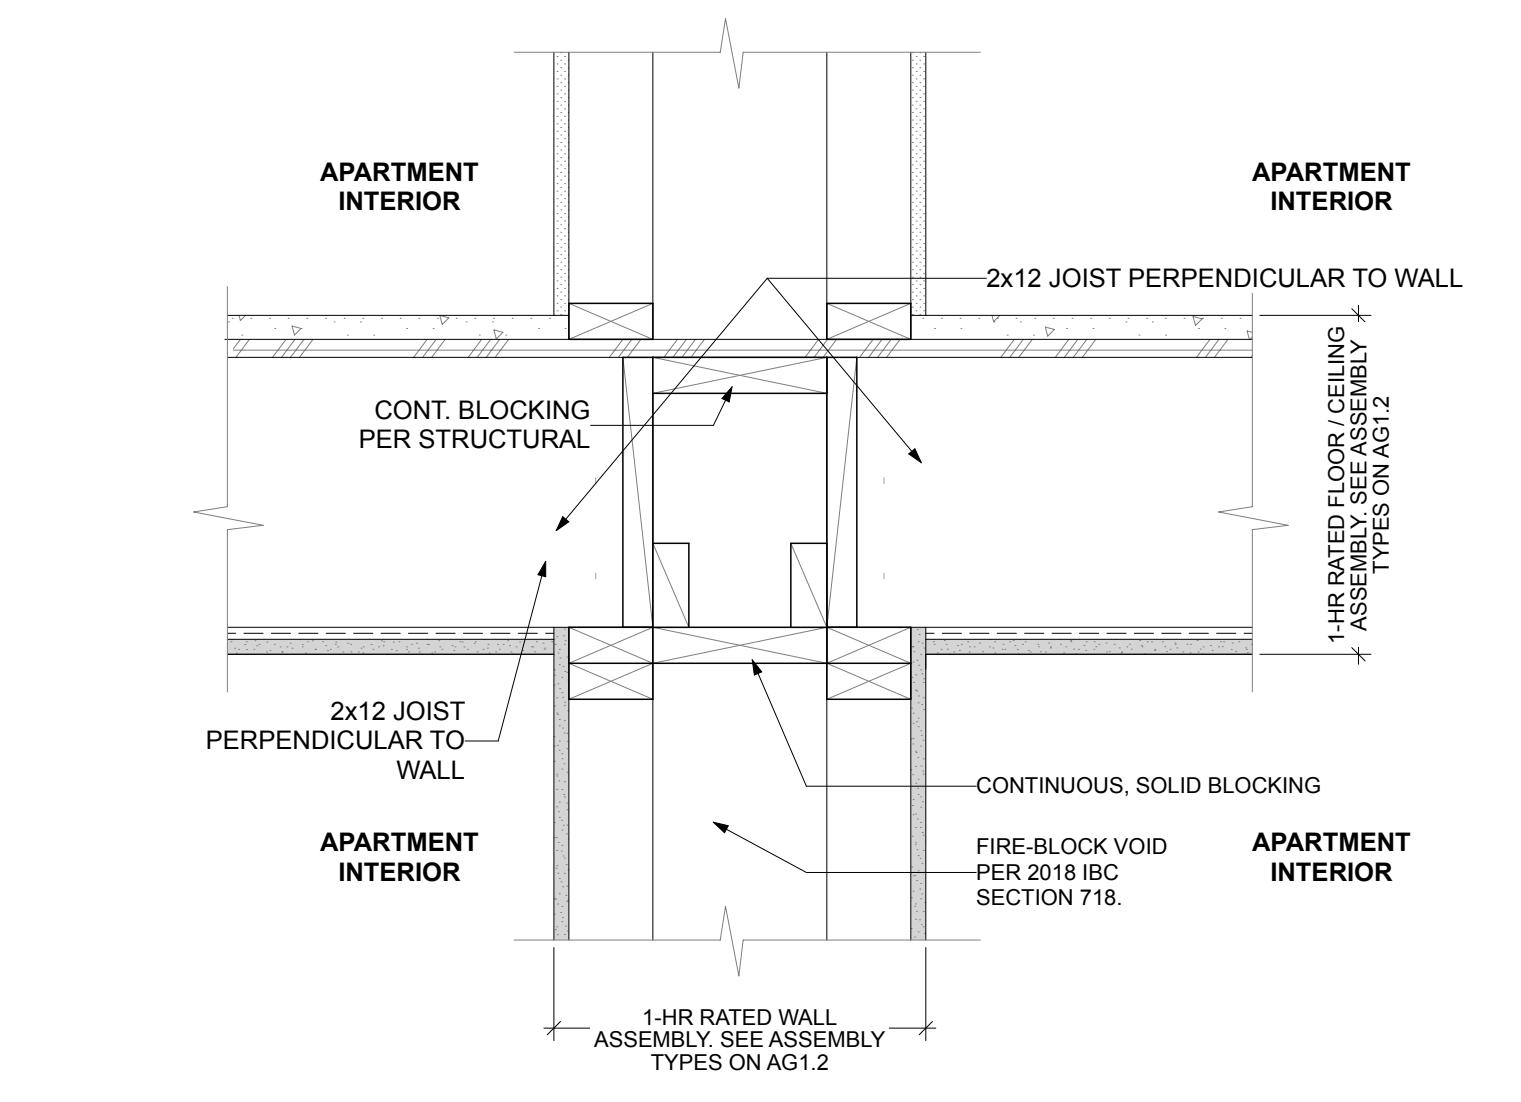 APARTMENT
INTERIOR
APARTMENT
INTERIOR
2x12 JOIST PERPENDICULAR TO WALL
CONT. BLOCKING
PER STRUCTURAL
1-HR RATED FLOOR / CEILING
ASSEMBLY. SEE ASSEMBLY
TYPES ON AG1.2
2x12 JOIST
PERPENDICULAR TO
WALL
CONTINUOUS, SOLID BLOCKING
APARTMENT
INTERIOR
FIRE-BLOCK VOID
PER 2018 IBC
SECTION 718.
APARTMENT
INTERIOR
1-HR RATED WALL
ASSEMBLY. SEE ASSEMBLY
TYPES ON AG1.2